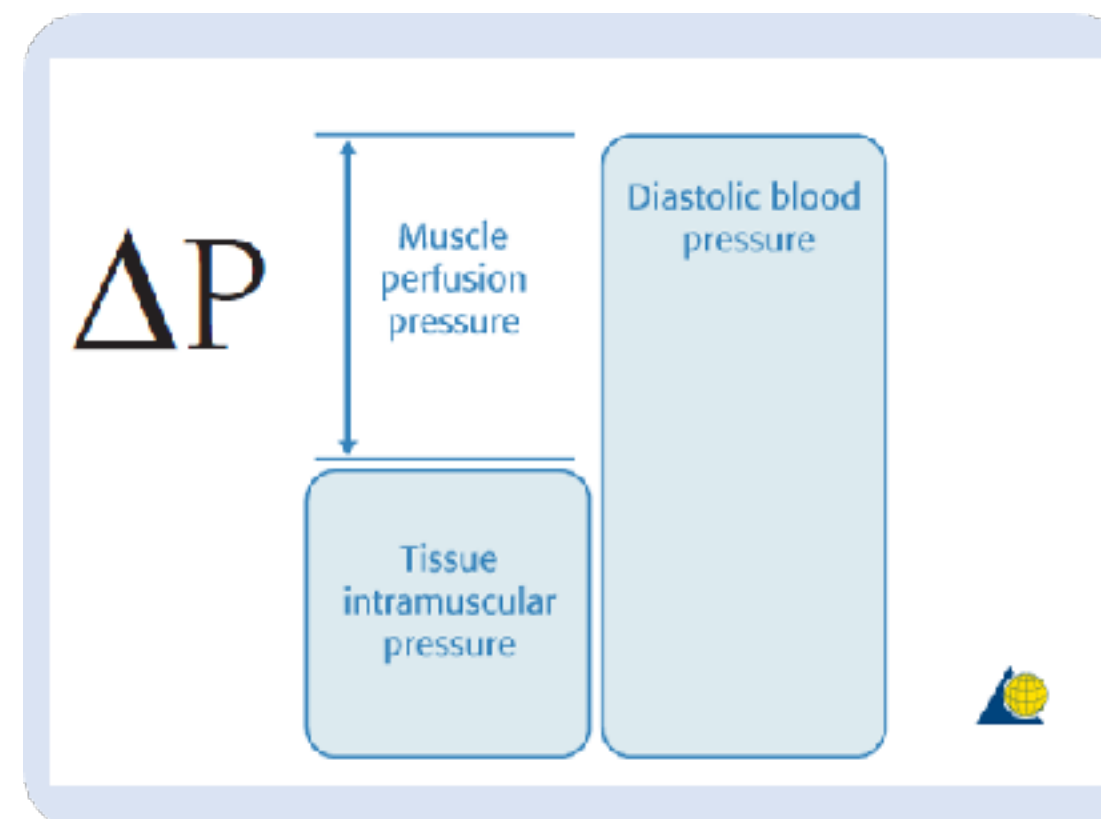 ΔP
Muscle
perfusion
pressure
Diastolic blood
pressure
Tissue
intramuscular
pressure